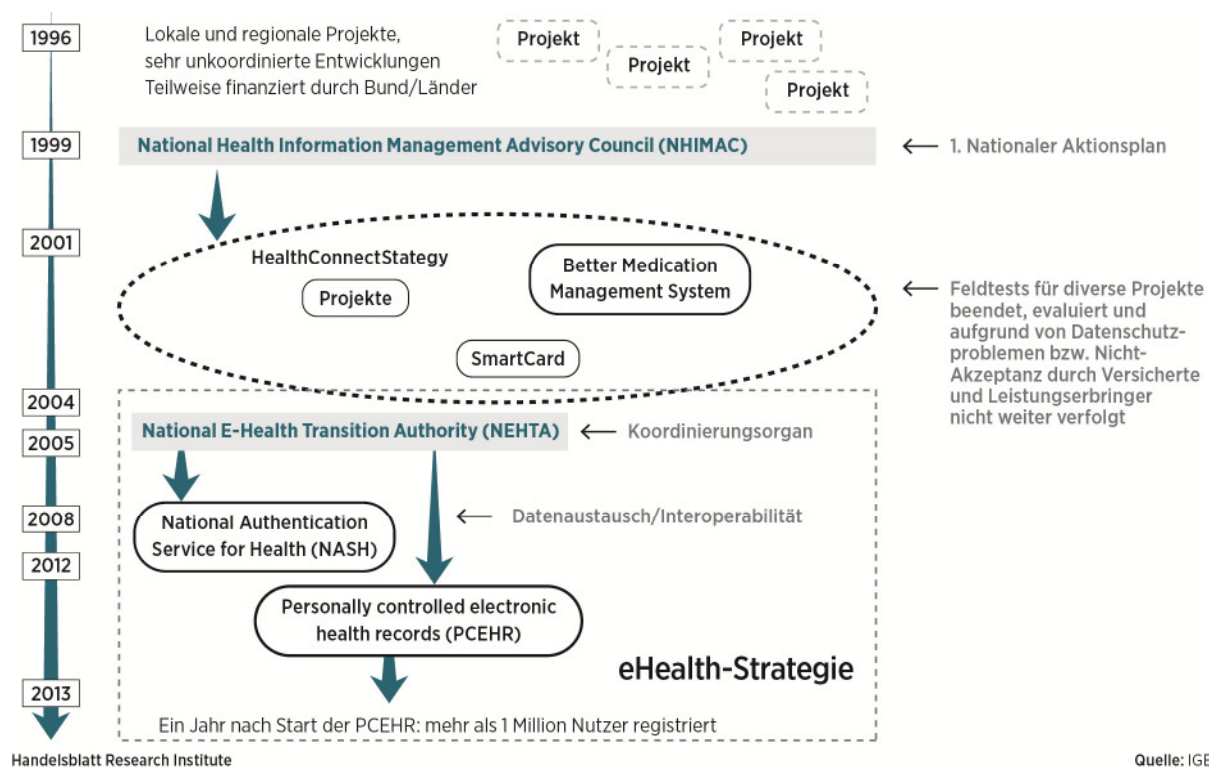 1996
Lokale und regionale Projekte,
sehr unkoordinierte Entwicklungen
Teilweise finanziert durch Bund/Länder
Projekt
Projekt
Projekt
Projekt
1999
National Health Information Management Advisory Council (NHIMAC)
1. Nationaler Aktionsplan
2001
HealthConnectStategy
Projekte
Better Medication
Management System
SmartCard
Feldtests für diverse Projekte
beendet, evaluiert und
aufgrund von Datenschutz-
problemen bzw. Nicht-
Akzeptanz durch Versicherte
und Leistungserbringer
nicht weiter verfolgt
2004
2005
National E-Health Transition Authority (NEHTA)
Koordinierungsorgan
2008
National Authentication
Service for Health (NASH)
Datenaustausch/Interoperabilität
2012
Personally controlled electronic
health records (PCEHR)
eHealth-Strategie
2013
Ein Jahr nach Start der PCEHR: mehr als 1 Million Nutzer registriert
Handelsblatt Research Institute
Quelle: IGE